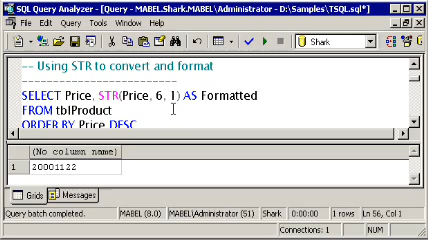 SQL Query Analyzer - [Query - MABEL.Shark.MABEL\Administrator - D:\Samples\TSQL.sql*]
File Edit Query Tools Window Help
Shark
-- Using STR to convert and format
--------------------------
SELECT Price, STR(Price, 6, 1) AS Formatted
FROM tblProduct
ORDER BY Price DESC
(No column name)
1 20001122
Grids Messages
Query batch completed. MABEL (8.0) MABEL\Administrator (51) Shark 0:00:00 1 rows Ln 56, Col 1
Connections: 1 NUM